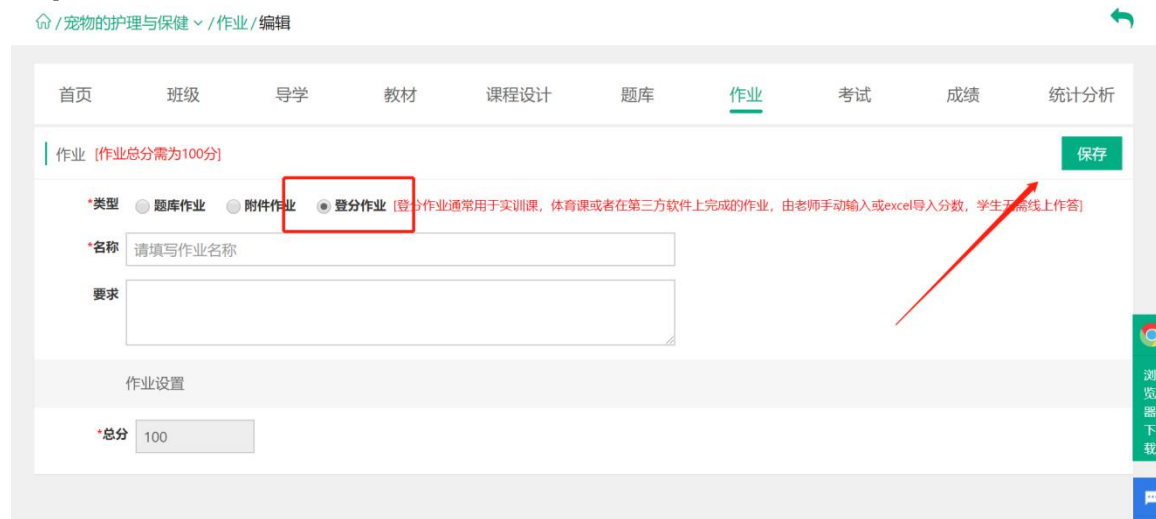 /宠物的护理与保健 / 作业 / 编辑
首页 班级 导学 教材 课程设计 题库 作业 考试 成绩 统计分析
作业 [作业总分需为100分] 保存
*类型 题库作业 附件作业 登分作业 [登分作业通常用于实训课，体育课或者在第三方软件上完成的作业，由老师手动输入或excel导入分数，学生无需线上作答]
*名称 请填写作业名称
要求
作业设置
*总分 100
浏览器下载